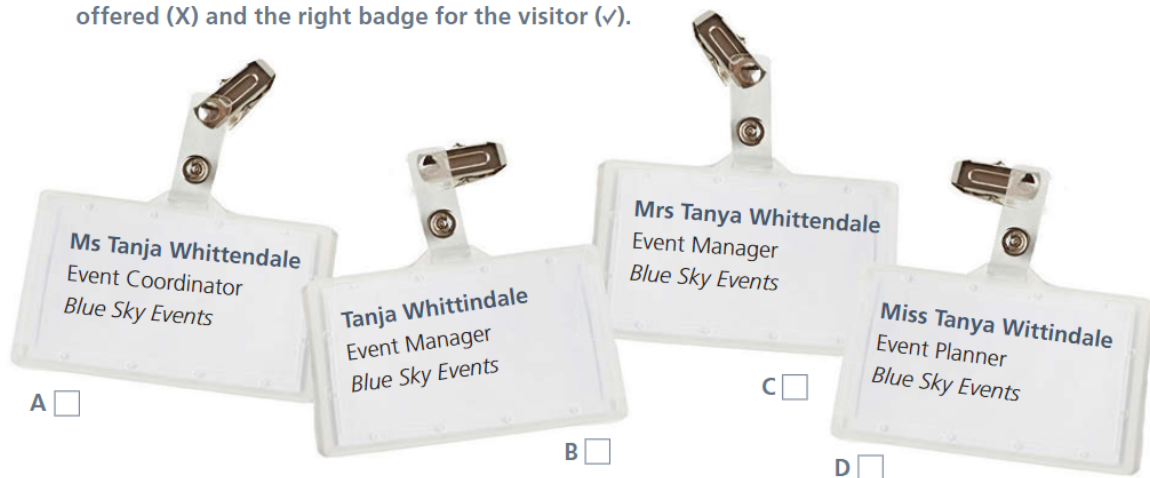 offered (X) and the right badge for the visitor (✓).
Ms Tanja Whittendale
Event Coordinator
Blue Sky Events
A
Tanja Whittindale
Event Manager
Blue Sky Events
B
Mrs Tanya Whittendale
Event Manager
Blue Sky Events
C
Miss Tanya Wittindale
Event Planner
Blue Sky Events
D